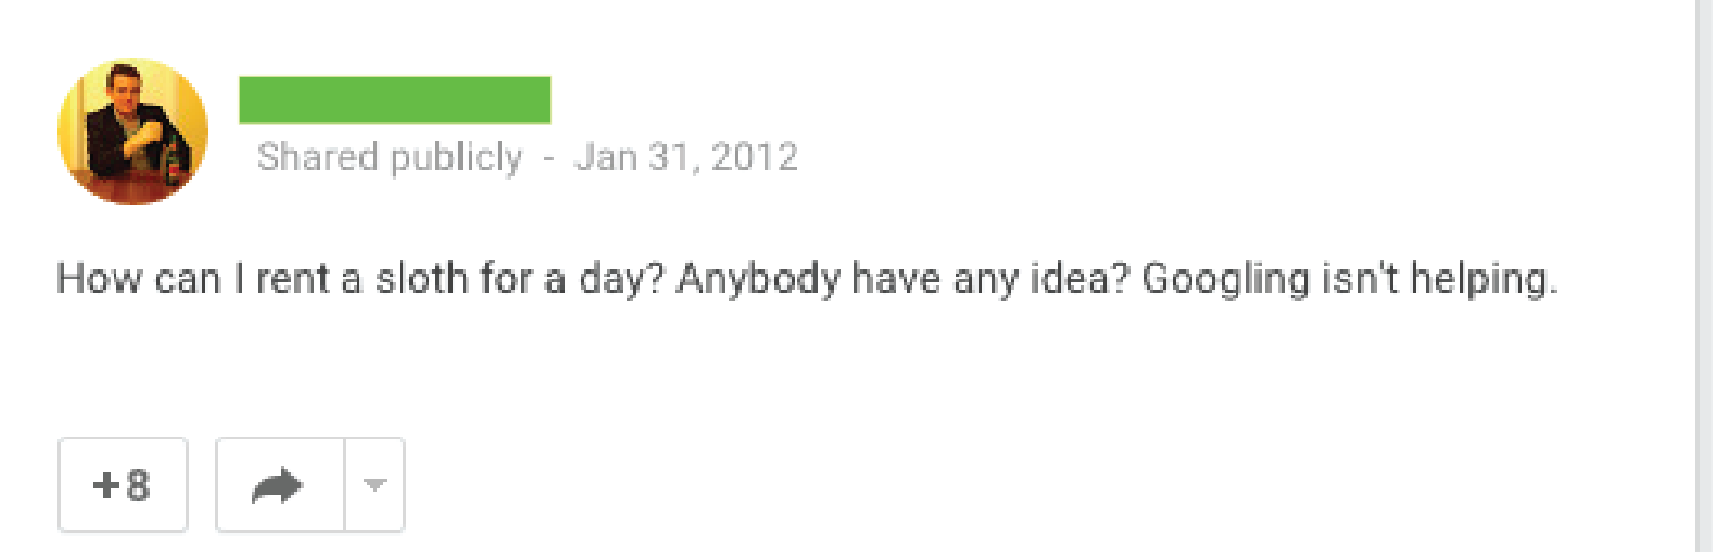 Shared publicly - Jan 31, 2012
How can I rent a sloth for a day? Anybody have any idea? Googling isn't helping.
+8